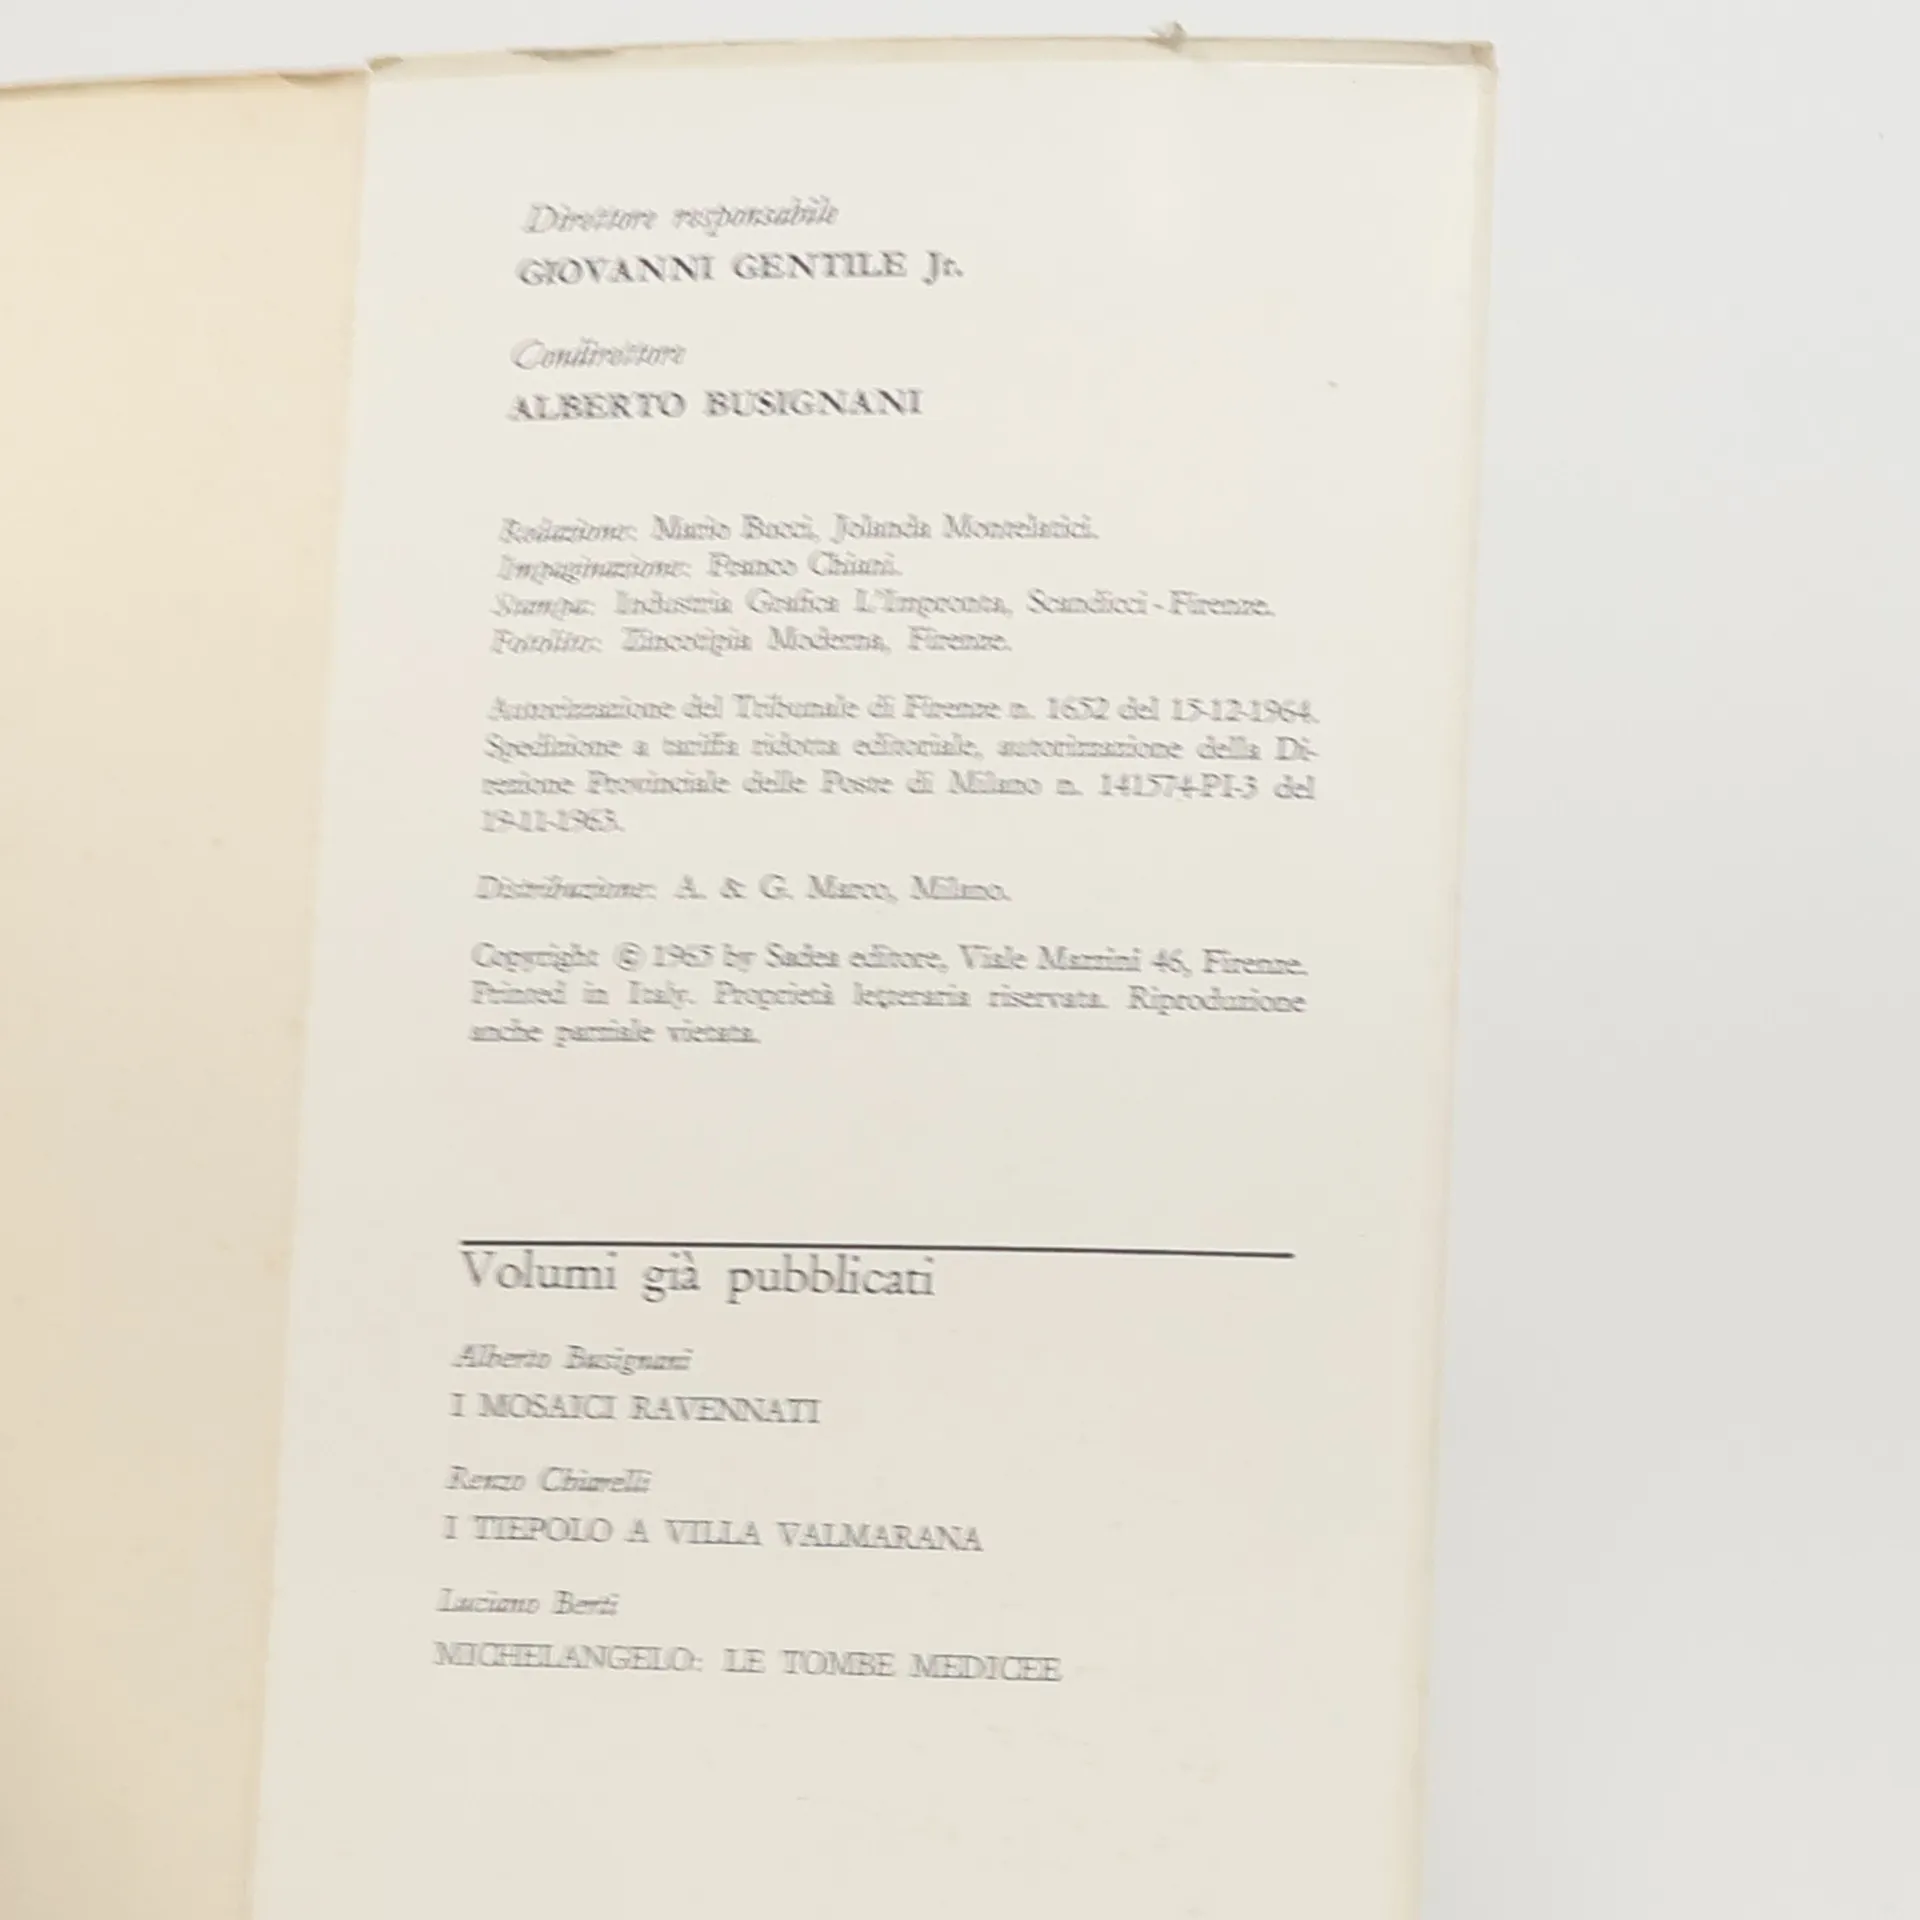 Direttore responsabile
GIOVANNI GENTILE Jr.
Condirettore
ALBERTO BUSIGNANI
Redazione: Mario Bucci, Jolanda Montelatici.
Impaginazione: Franco Chiani.
Stampa: Industria Grafica L'Impronta, Scandicci - Firenze.
Fotolito: Zincotipia Moderna, Firenze.
Autorizzazione del Tribunale di Firenze n. 1652 del 15-12-1964.
Spedizione a tariffa ridotta editoriale, autorizzazione della Di-
rezione Provinciale delle Poste di Milano n. 141574-PI-3 del
19-11-1963.
Distribuzione: A. & G. Marco, Milano.
Copyright © 1965 by Sadea editore, Viale Mazzini 46, Firenze.
Printed in Italy. Proprietà letteraria riservata. Riproduzione
anche parziale vietata.
Volumi già pubblicati
Alberto Busignani
I MOSAICI RAVENNATI
Renzo Chiarelli
I TIEPOLO A VILLA VALMARANA
Luciano Berti
MICHELANGELO: LE TOMBE MEDICEE